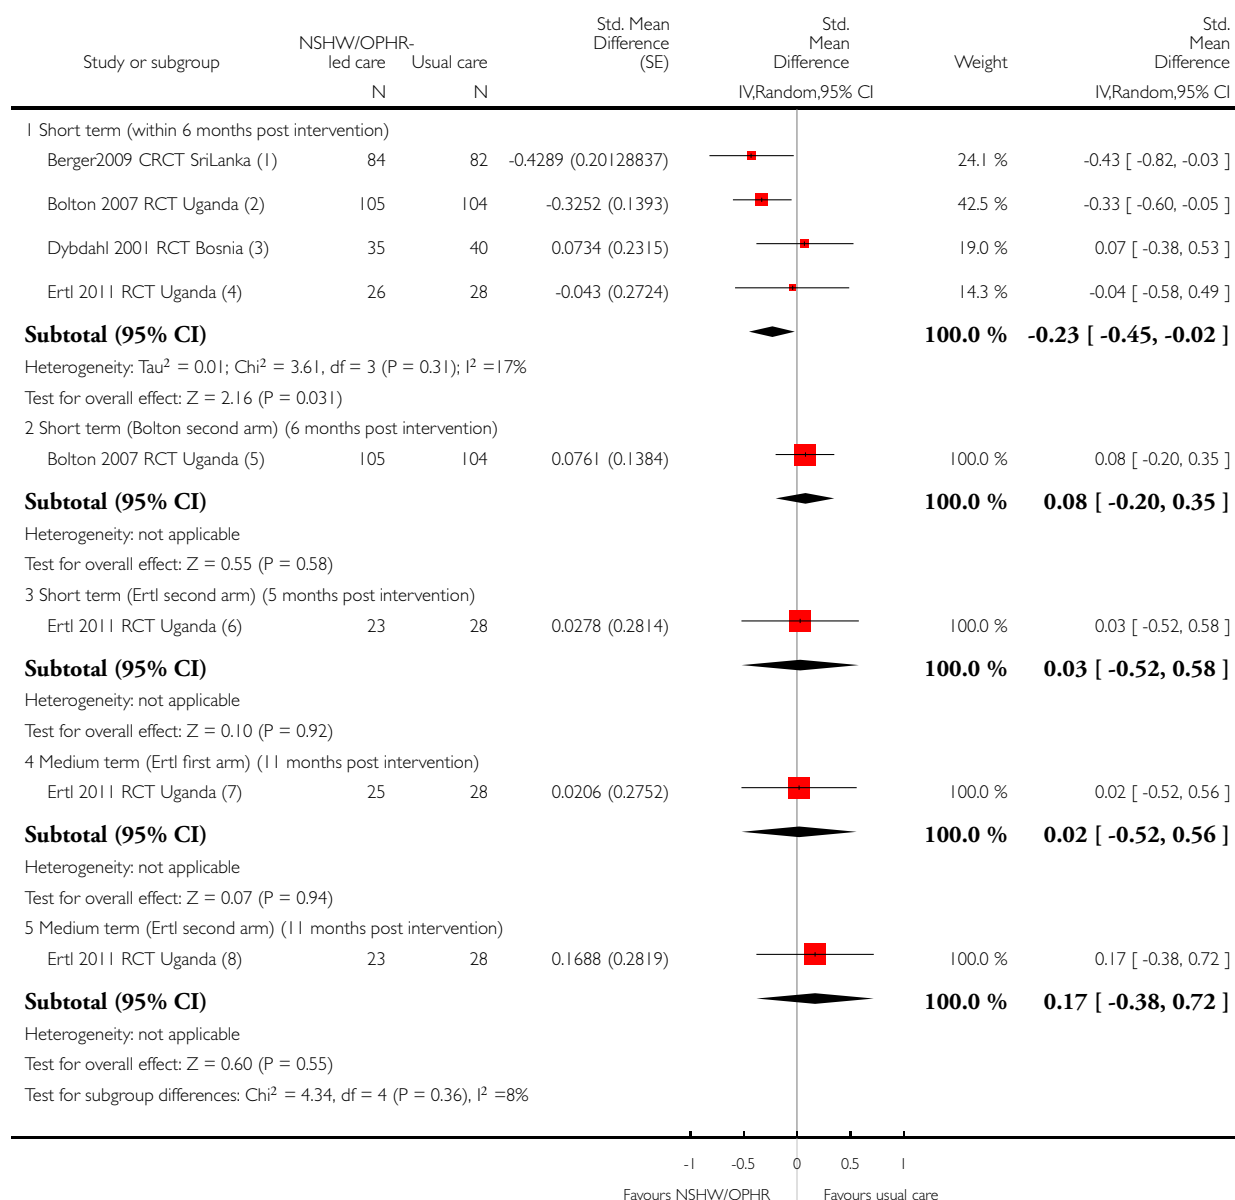 Study or subgroup NSHW/OPHR-led care Usual care Std. Mean Difference (SE) Std. Mean Difference Weight Std. Mean Difference
N N IV,Random,95% CI IV,Random,95% CI
1 Short term (within 6 months post intervention)
Berger2009 CRCT SriLanka (1) 84 82 -0.4289 (0.20128837) 24.1 % -0.43 [ -0.82, -0.03 ]
Bolton 2007 RCT Uganda (2) 105 104 -0.3252 (0.1393) 42.5 % -0.33 [ -0.60, -0.05 ]
Dybdahl 2001 RCT Bosnia (3) 35 40 0.0734 (0.2315) 19.0 % 0.07 [ -0.38, 0.53 ]
Ertl 2011 RCT Uganda (4) 26 28 -0.043 (0.2724) 14.3 % -0.04 [ -0.58, 0.49 ]
Subtotal (95% CI) 100.0 % -0.23 [ -0.45, -0.02 ]
Heterogeneity: Tau² = 0.01; Chi² = 3.61, df = 3 (P = 0.31); I² =17%
Test for overall effect: Z = 2.16 (P = 0.031)
2 Short term (Bolton second arm) (6 months post intervention)
Bolton 2007 RCT Uganda (5) 105 104 0.0761 (0.1384) 100.0 % 0.08 [ -0.20, 0.35 ]
Subtotal (95% CI) 100.0 % 0.08 [ -0.20, 0.35 ]
Heterogeneity: not applicable
Test for overall effect: Z = 0.55 (P = 0.58)
3 Short term (Ertl second arm) (5 months post intervention)
Ertl 2011 RCT Uganda (6) 23 28 0.0278 (0.2814) 100.0 % 0.03 [ -0.52, 0.58 ]
Subtotal (95% CI) 100.0 % 0.03 [ -0.52, 0.58 ]
Heterogeneity: not applicable
Test for overall effect: Z = 0.10 (P = 0.92)
4 Medium term (Ertl first arm) (11 months post intervention)
Ertl 2011 RCT Uganda (7) 25 28 0.0206 (0.2752) 100.0 % 0.02 [ -0.52, 0.56 ]
Subtotal (95% CI) 100.0 % 0.02 [ -0.52, 0.56 ]
Heterogeneity: not applicable
Test for overall effect: Z = 0.07 (P = 0.94)
5 Medium term (Ertl second arm) (11 months post intervention)
Ertl 2011 RCT Uganda (8) 23 28 0.1688 (0.2819) 100.0 % 0.17 [ -0.38, 0.72 ]
Subtotal (95% CI) 100.0 % 0.17 [ -0.38, 0.72 ]
Heterogeneity: not applicable
Test for overall effect: Z = 0.60 (P = 0.55)
Test for subgroup differences: Chi² = 4.34, df = 4 (P = 0.36), I² =8%
-1 -0.5 0 0.5 1
Favours NSHW/OPHR Favours usual care